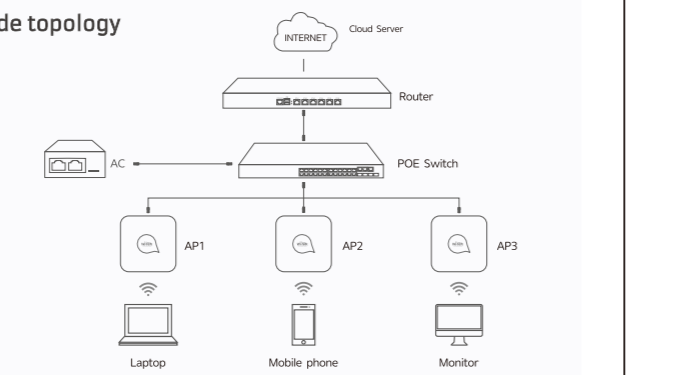 de topology
INTERNET
Cloud Server
Router
AC
POE Switch
AP1
AP2
AP3
Laptop
Mobile phone
Monitor